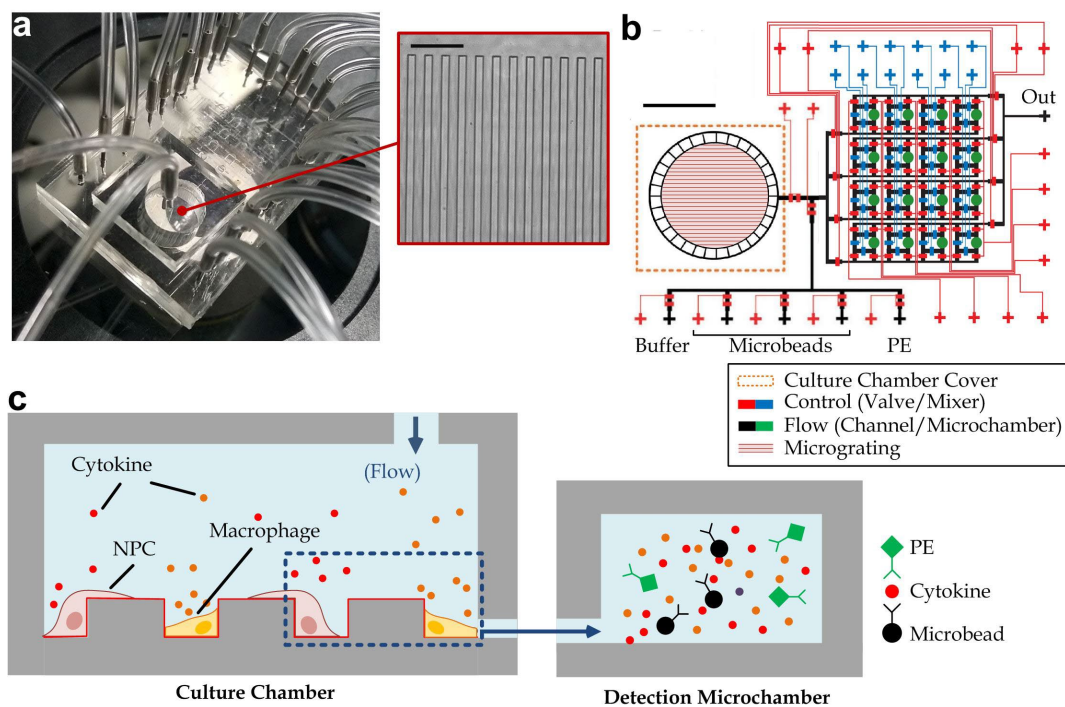 a
b
Out
Buffer
Microbeads
PE
Culture Chamber Cover
Control (Valve/Mixer)
Flow (Channel/Microchamber)
Micrograting
c
Cytokine
(Flow)
Macrophage
NPC
PE
Cytokine
Microbead
Culture Chamber
Detection Microchamber